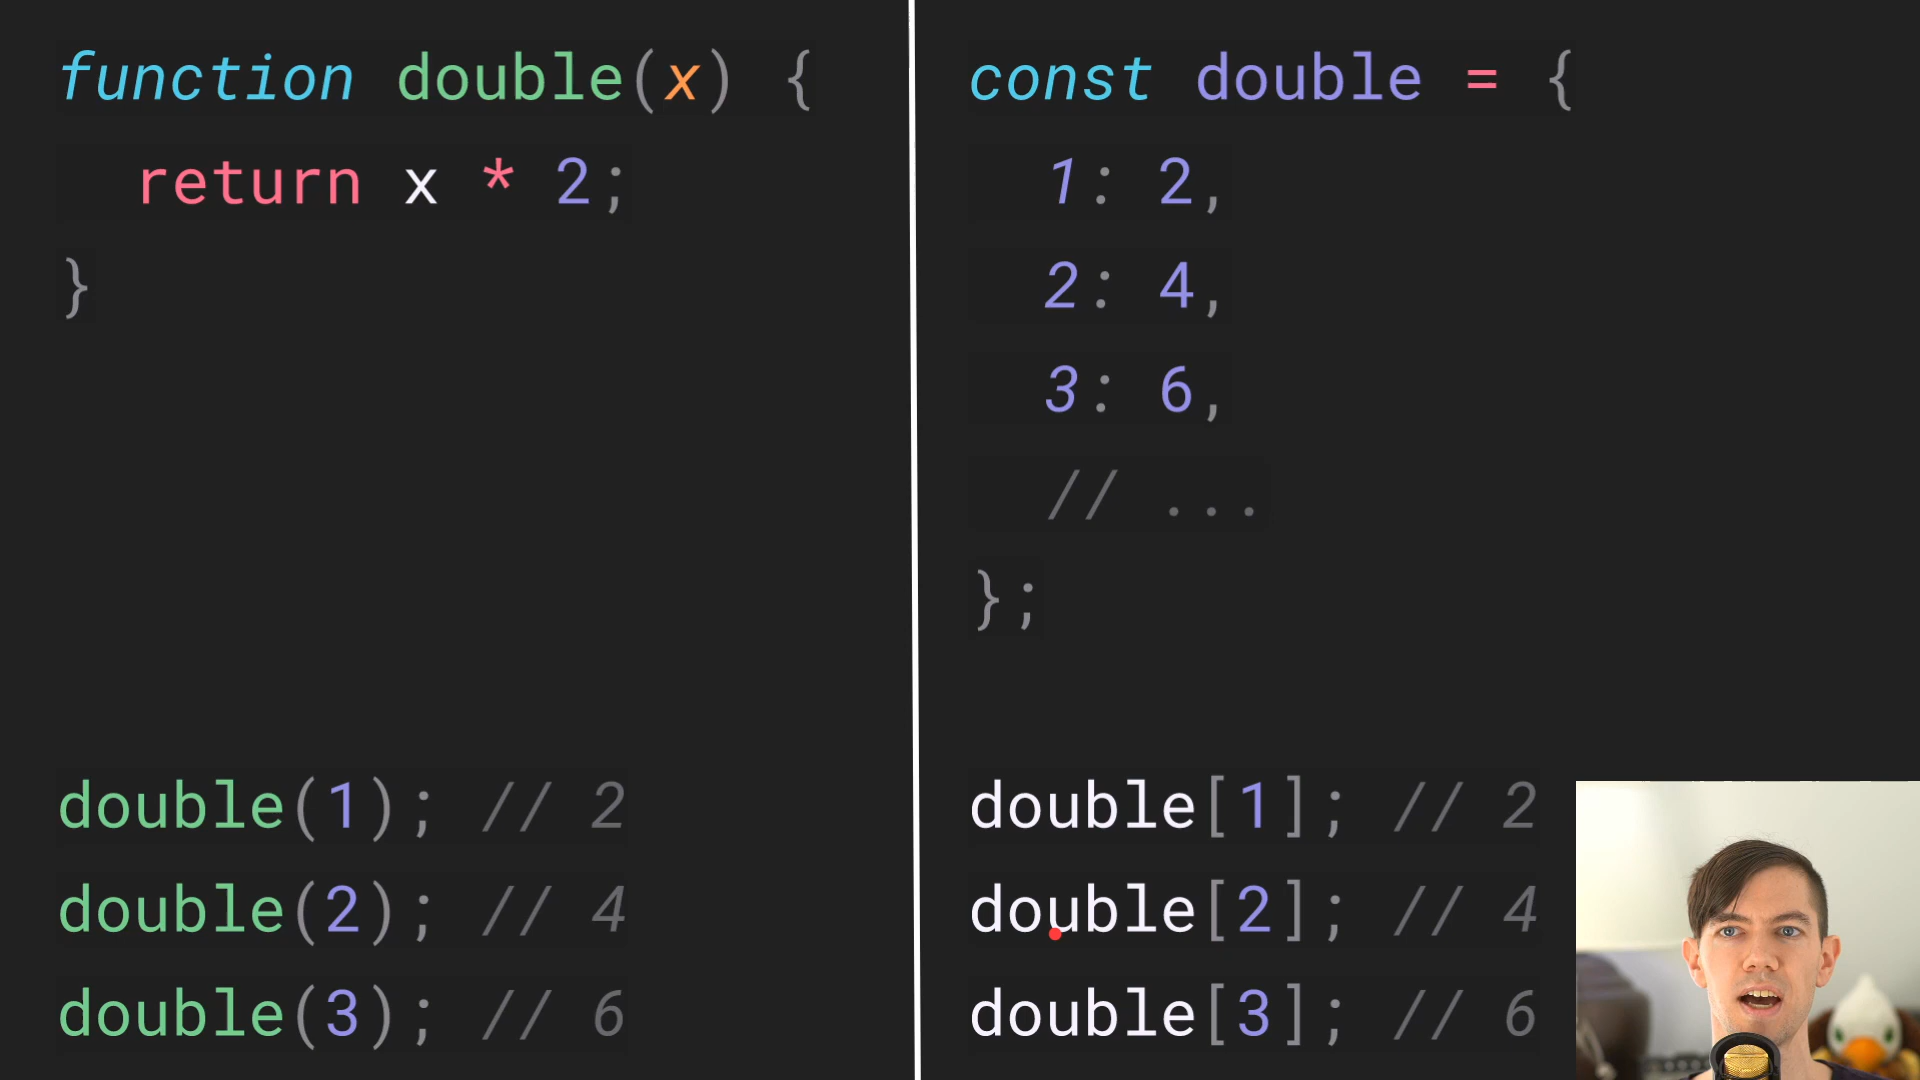 function double(x) {
  return x * 2;
}
double(1); // 2
double(2); // 4
double(3); // 6
const double = {
  1: 2,
  2: 4,
  3: 6,
  // ...
};
double[1]; // 2
double[2]; // 4
double[3]; // 6